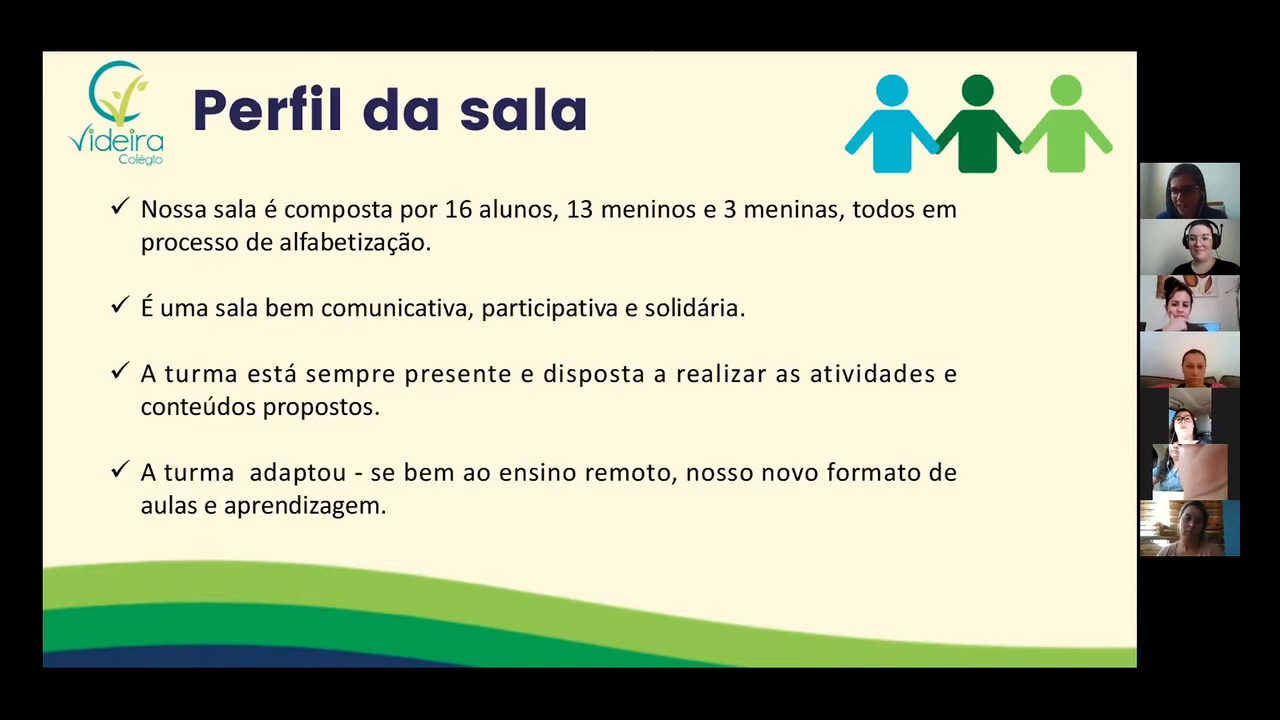 Videira
Colégio
Perfil da sala
✓ Nossa sala é composta por 16 alunos, 13 meninos e 3 meninas, todos em
processo de alfabetização.
✓ É uma sala bem comunicativa, participativa e solidária.
✓ A turma está sempre presente e disposta a realizar as atividades e
conteúdos propostos.
✓ A turma  adaptou - se bem ao ensino remoto, nosso novo formato de
aulas e aprendizagem.